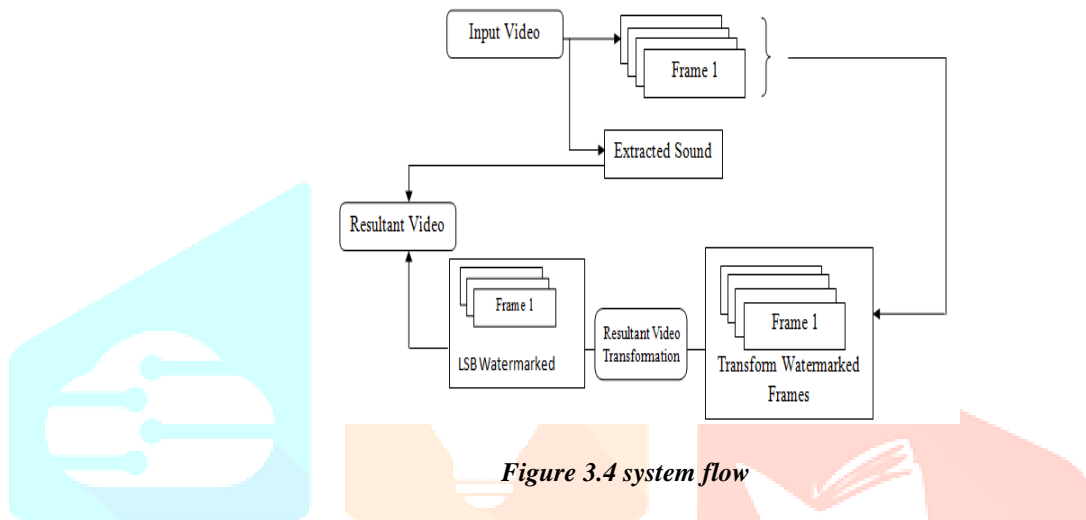 Input Video
Frame 1
Extracted Sound
Resultant Video
Frame 1
LSB Watermarked
Resultant Video
Transformation
Frame 1
Transform Watermarked
Frames
Figure 3.4 system flow